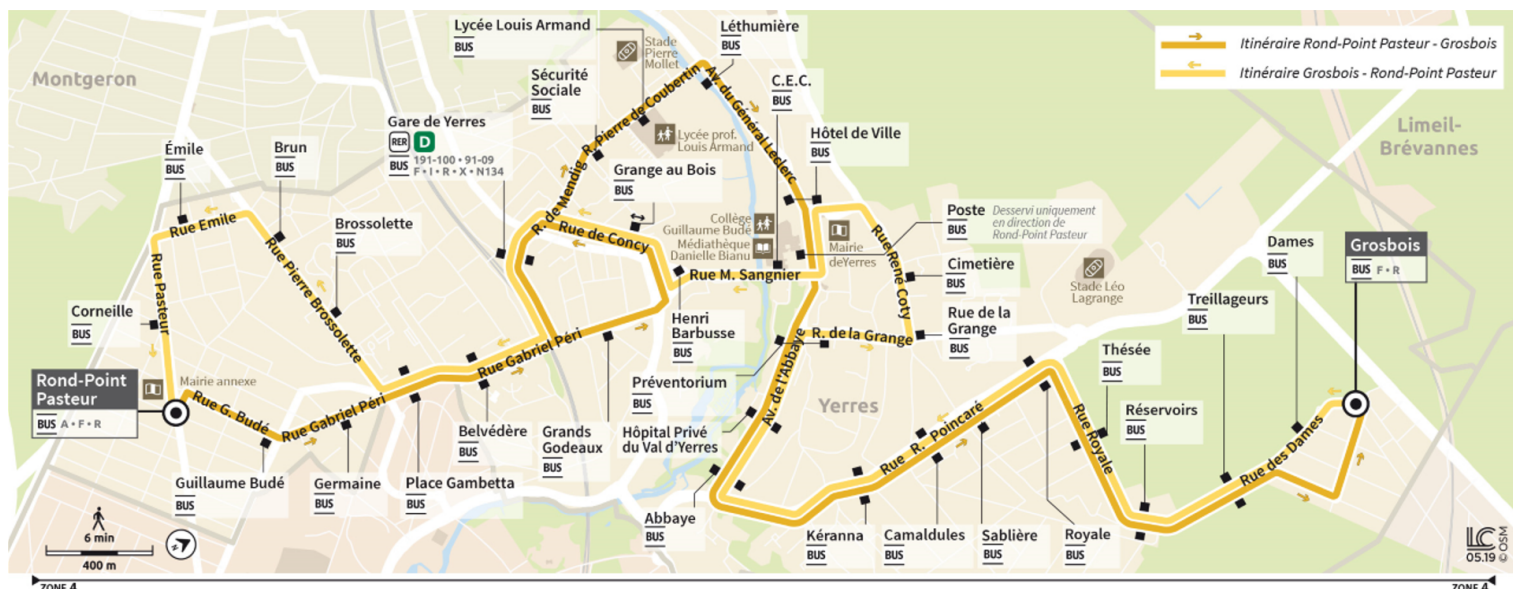 Itinéraire Rond-Point Pasteur - Grosbois
Itinéraire Grosbois - Rond-Point Pasteur
Montgeron
Limeil-
Brévannes
Yerres
Lycée Louis Armand
BUS
Stade
Pierre
Mollet
Léthumière
BUS
Sécurité
Sociale
BUS
C.E.C.
BUS
Gare de Yerres
RER D
BUS
191-100 • 91-09
F • I • R • X • N134
Hôtel de Ville
BUS
Lycée prof.
Louis Armand
Émile
BUS
Brun
BUS
Grange au Bois
BUS
Brossolette
BUS
Collège
Guillaume Budé
Médiathèque
Danielle Bianu
Mairie
deYerres
Poste
BUS
Desservi uniquement
en direction de
Rond-Point Pasteur
Dames
BUS
Grosbois
BUS F • R
Cimetière
BUS
Stade Léo
Lagrange
Treillageurs
BUS
Corneille
BUS
Henri
Barbusse
BUS
Rue de la
Grange
BUS
Thésée
BUS
Mairie annexe
Rond-Point
Pasteur
BUS A • F • R
Préventorium
BUS
Réservoirs
BUS
Belvédère
BUS
Grands
Godeaux
BUS
Hôpital Privé
du Val d'Yerres
BUS
Guillaume Budé
BUS
Germaine
BUS
Place Gambetta
BUS
Abbaye
BUS
Kéranna
BUS
Camaldules
BUS
Sablière
BUS
Royale
BUS
Rue Emile
Rue Pasteur
Rue Pierre Brossolette
Rue G. Budé
Rue Gabriel Péri
Rue Gabriel Péri
R. de Mendig
R. Pierre de Coubertin
Av. du Général Leclerc
Rue de Concy
Rue M. Sangnier
Rue René Coty
R. de la Grange
Av. de l'Abbaye
Rue R. Poincaré
Rue Royale
Rue des Dames
6 min
400 m
Z
LC
05.19
© OSM
ZONE 4
ZONE 4